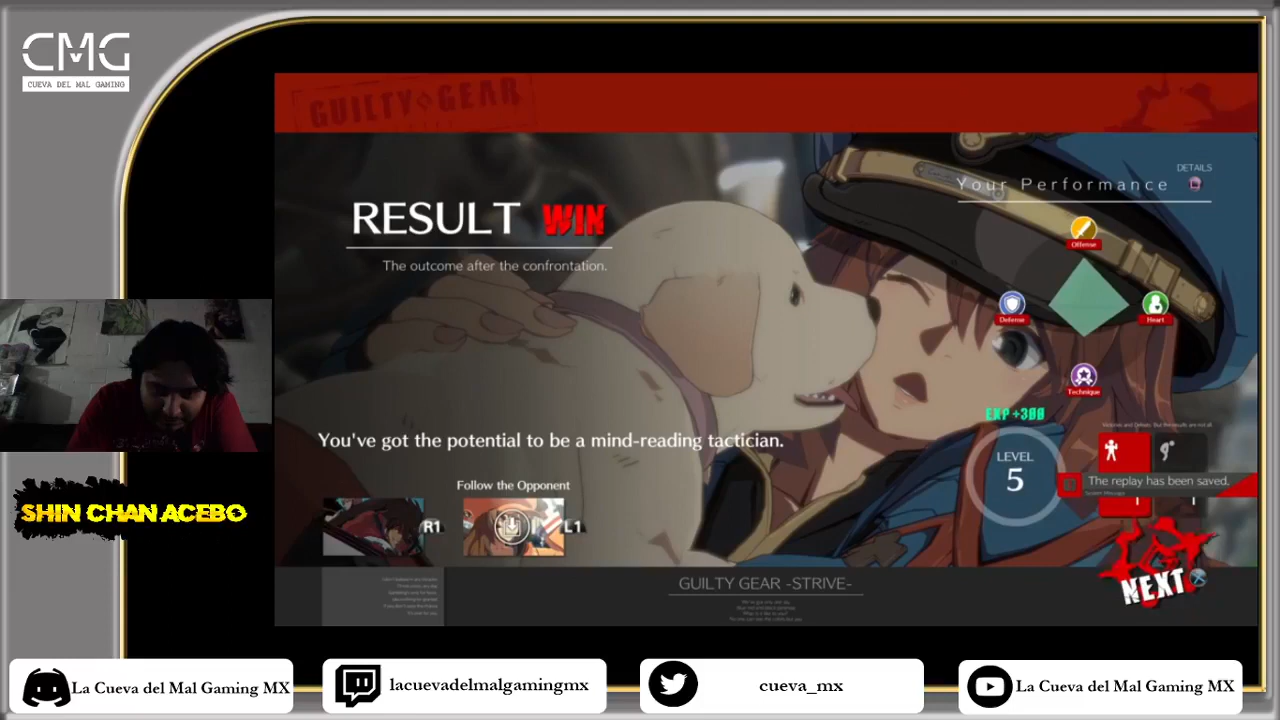 CMG
CUEVA DEL MAL GAMING
GUILTY GEAR
DETAILS
Your Performance
RESULT WIN
The outcome after the confrontation.
Offense
Defense
Heart
Technique
EXP +300
You've got the potential to be a mind-reading tactician.
LEVEL
5
Follow the Opponent
R1
L1
The replay has been saved.
1
1
NEXT
SHIN CHAN ACEBO
GUILTY GEAR -STRIVE-
La Cueva del Mal Gaming MX
lacuevadelmalgamingmx
cueva_mx
La Cueva del Mal Gaming MX